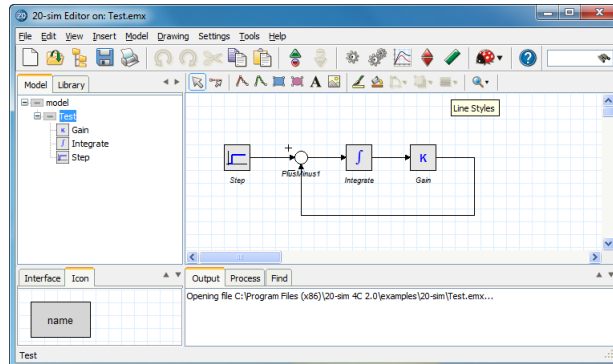 20-sim Editor on: Test.emx
File Edit View Insert Model Drawing Settings Tools Help
Model Library
model
Test
K Gain
∫ Integrate
Step
A
Line Styles
+
∫
K
Step
PlusMinus1
Integrate
Gain
Interface Icon
Output Process Find
Opening file C:\Program Files (x86)\20-sim 4C 2.0\examples\20-sim\Test.emx...
name
Test